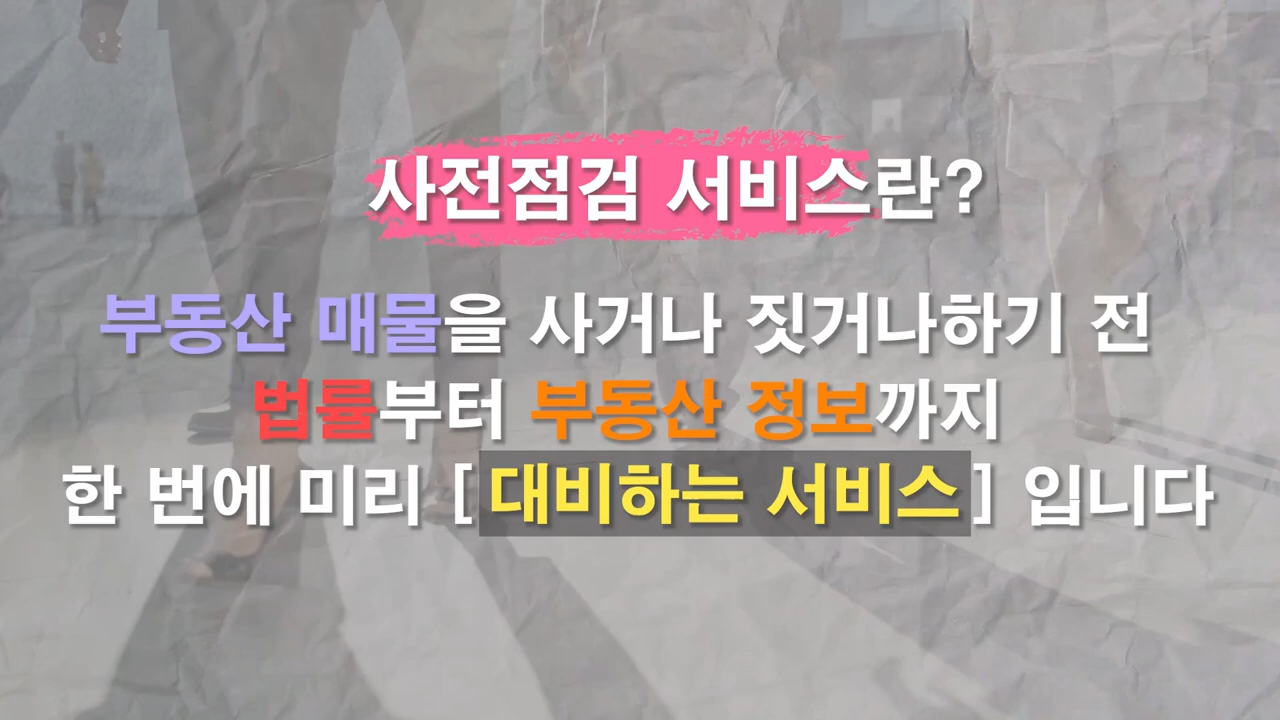 사전점검 서비스란?
부동산 매물을 사거나 짓거나하기 전
법률부터 부동산 정보까지
한 번에 미리 [대비하는 서비스] 입니다